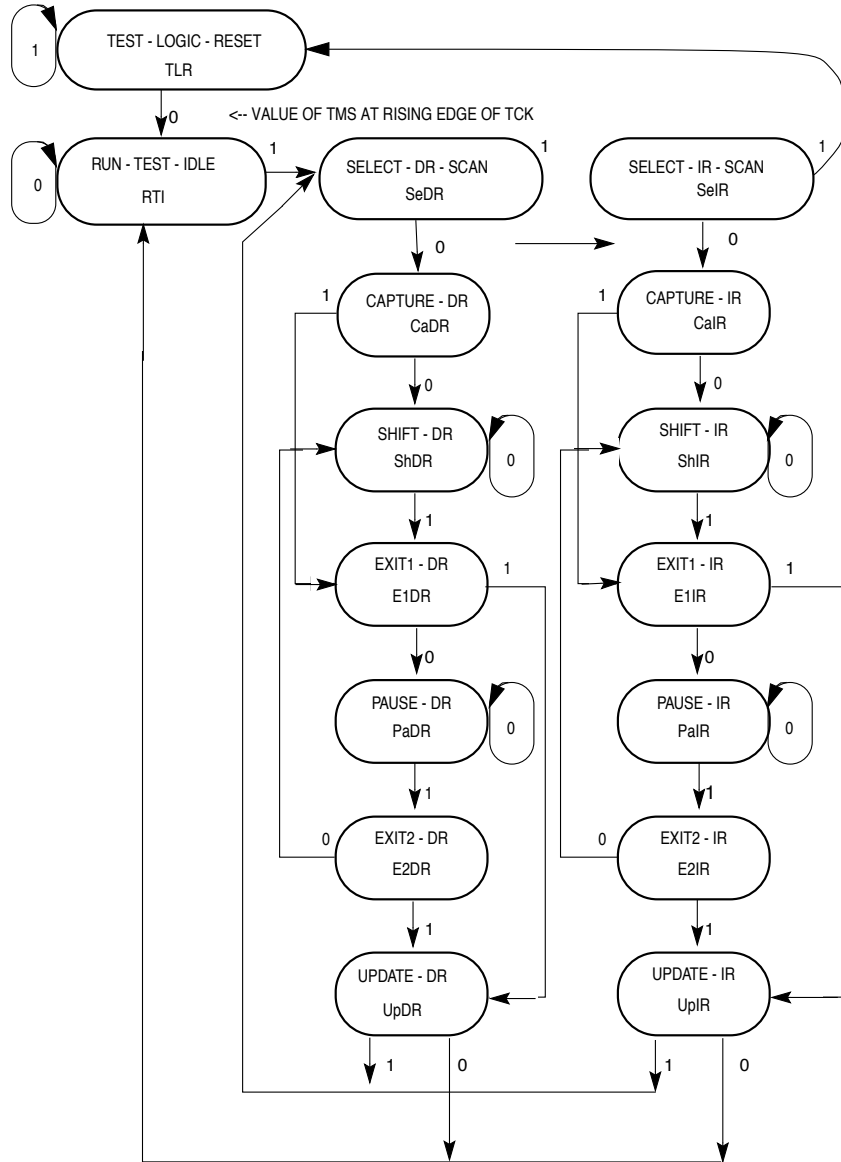 TEST - LOGIC - RESET
TLR
1
0
<-- VALUE OF TMS AT RISING EDGE OF TCK
RUN - TEST - IDLE
RTI
0
1
SELECT - DR - SCAN
SeDR
1
SELECT - IR - SCAN
SeIR
1
0
0
CAPTURE - DR
CaDR
1
CAPTURE - IR
CaIR
1
0
0
SHIFT - DR
ShDR
0
SHIFT - IR
ShIR
0
1
1
EXIT1 - DR
E1DR
1
EXIT1 - IR
E1IR
1
0
0
PAUSE - DR
PaDR
0
PAUSE - IR
PaIR
0
1
1
EXIT2 - DR
E2DR
0
EXIT2 - IR
E2IR
0
1
1
UPDATE - DR
UpDR
UPDATE - IR
UpIR
1
0
1
0